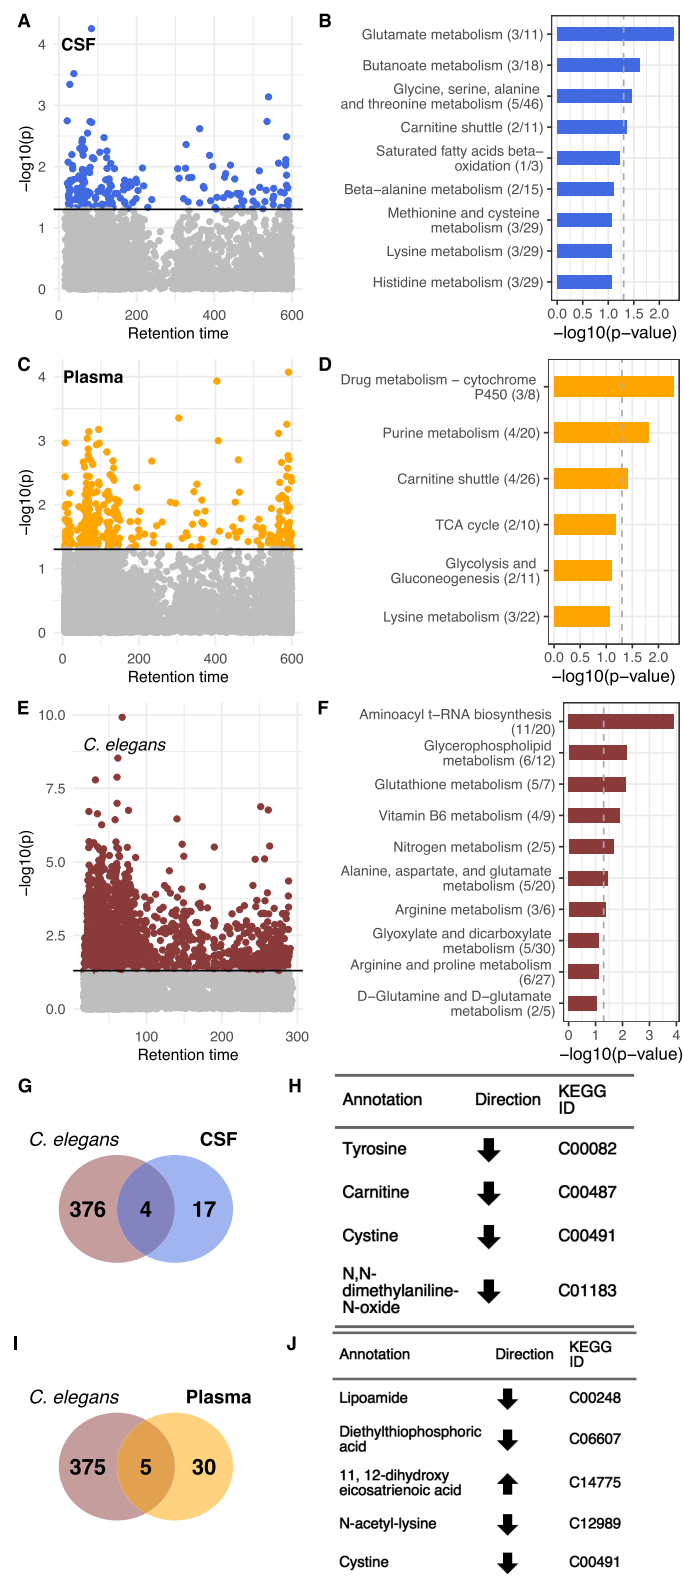 A
CSF
4
3
2
1
0
−log10(p)
0
200
400
600
Retention time
B
Glutamate metabolism (3/11)
Butanoate metabolism (3/18)
Glycine, serine, alanine
and threonine metabolism (5/46)
Carnitine shuttle (2/11)
Saturated fatty acids beta−
oxidation (1/3)
Beta−alanine metabolism (2/15)
Methionine and cysteine
metabolism (3/29)
Lysine metabolism (3/29)
Histidine metabolism (3/29)
0.0 0.5 1.0 1.5 2.0
−log10(p−value)
C
Plasma
4
3
2
1
0
−log10(p)
0
200
400
600
Retention time
D
Drug metabolism − cytochrome
P450 (3/8)
Purine metabolism (4/20)
Carnitine shuttle (4/26)
TCA cycle (2/10)
Glycolysis and
Gluconeogenesis (2/11)
Lysine metabolism (3/22)
0.0 0.5 1.0 1.5 2.0
−log10(p−value)
E
C. elegans
10.0
7.5
5.0
2.5
0.0
−log10(p)
100
200
300
Retention time
F
Aminoacyl t−RNA biosynthesis
(11/20)
Glycerophospholipid
metabolism (6/12)
Glutathione metabolism (5/7)
Vitamin B6 metabolism (4/9)
Nitrogen metabolism (2/5)
Alanine, aspartate, and glutamate
metabolism (5/20)
Arginine metabolism (3/6)
Glyoxylate and dicarboxylate
metabolism (5/30)
Arginine and proline metabolism
(6/27)
D−Glutamine and D−glutamate
metabolism (2/5)
0 1 2 3 4
−log10(p−value)
G
C. elegans CSF
376 4 17
H
Annotation Direction KEGG
ID
Tyrosine C00082
Carnitine C00487
Cystine C00491
N,N-
dimethylaniline-
N-oxide C01183
I
C. elegans Plasma
375 5 30
J
Annotation Direction KEGG
ID
Lipoamide C00248
Diethylthiophosphoric
acid C06607
11, 12-dihydroxy
eicosatrienoic acid C14775
N-acetyl-lysine C12989
Cystine C00491